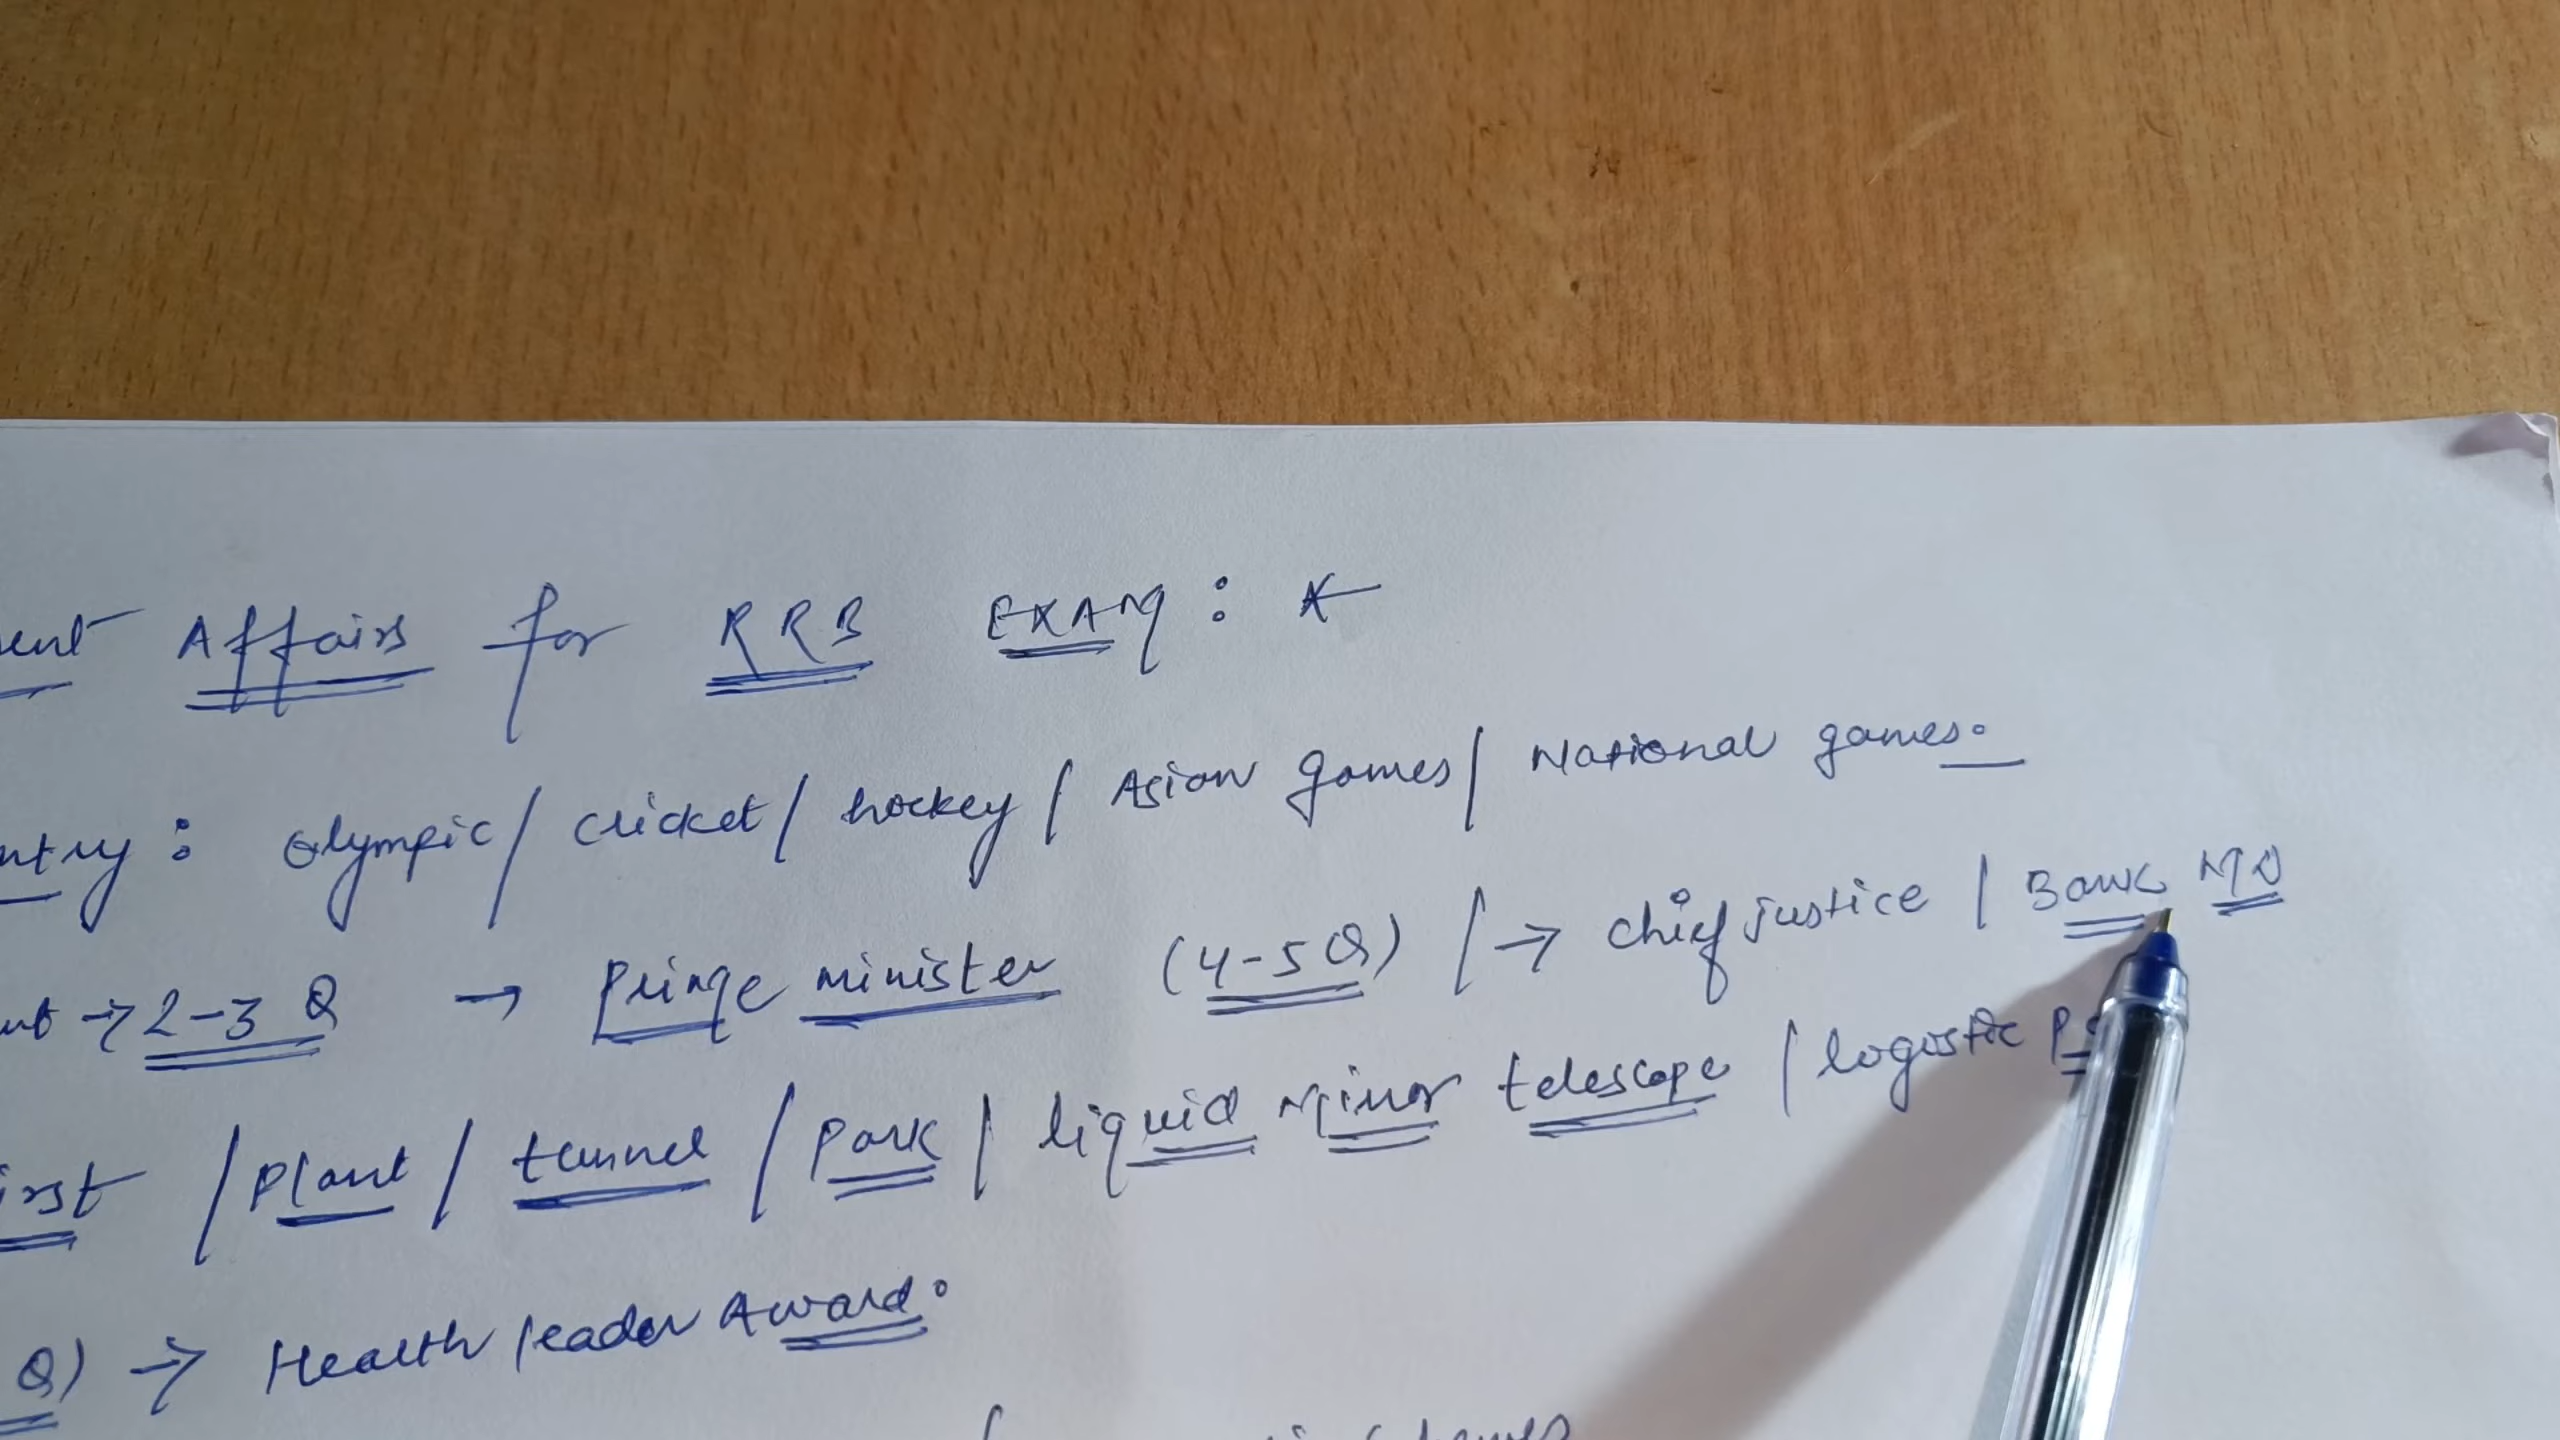 Affairs for RRB EXAM :
Olympic / cricket / hockey / Asian Games / National games.
→ 2-3 Q → Prime minister (4-5 Q) / → chief justice / Bank MD
/ Plant / tunnel / Park / liquid Mirror telescope / logistic
Q) → Health leader Award.